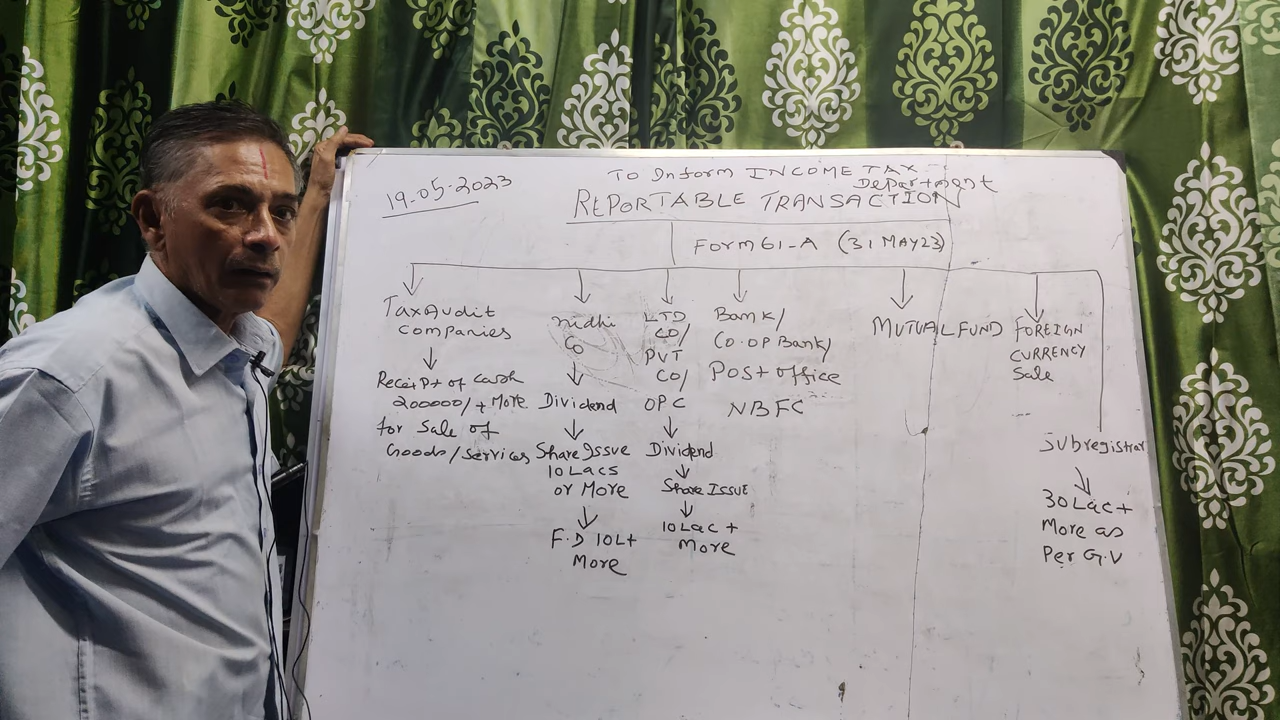 19-05-2023
To Inform INCOME TAX
Department
REPORTABLE TRANSACTION
Form 61-A (31 MAY23)
Tax Audit
companies
Receipt of cash
200000/+ More
for Sale of
Goods/Services
Nidhi
Co
Dividend
Share Issue
10 Lacs
or More
F.D 10L+
More
LTD
CO/
PVT
CO/
OPC
Dividend
Share ISSUE
10 Lac +
More
Bank/
CO.OP Bank/
Post office
NBFC
MUTUAL FUND
FOREIGN
CURRENCY
Sale
Subregistrar
30 Lac +
More as
Per G.V